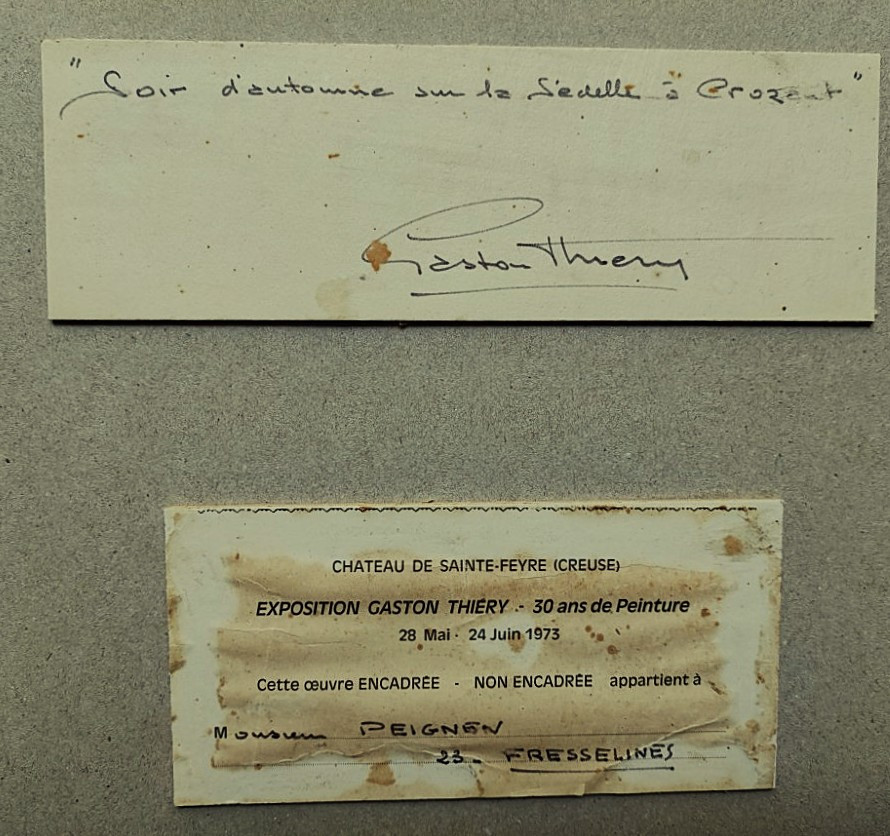 " Soir d'automne sur la Sédelle à Crozant "
Gaston Thiery
CHATEAU DE SAINTE-FEYRE (CREUSE)
EXPOSITION GASTON THIÉRY - 30 ans de Peinture
28 Mai - 24 Juin 1973
Cette œuvre ENCADRÉE - NON ENCADRÉE appartient à
Monsieur PEIGNEN
23 - FRESSELINES